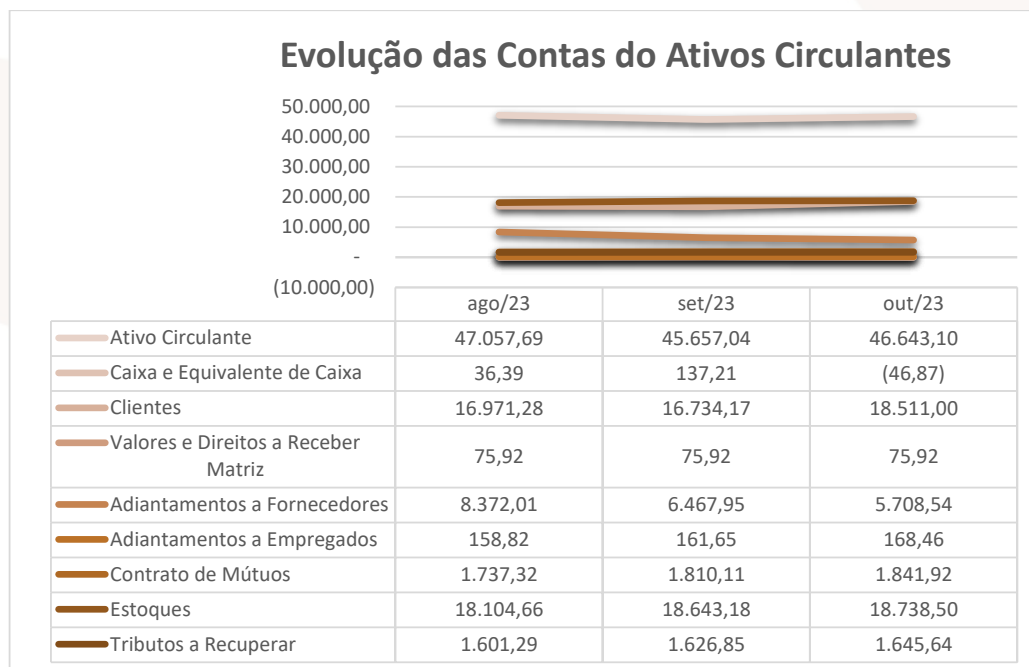 Evolução das Contas do Ativos Circulantes
50.000,00
40.000,00
30.000,00
20.000,00
10.000,00
-
(10.000,00)
ago/23 set/23 out/23
Ativo Circulante 47.057,69 45.657,04 46.643,10
Caixa e Equivalente de Caixa 36,39 137,21 (46,87)
Clientes 16.971,28 16.734,17 18.511,00
Valores e Direitos a Receber
Matriz 75,92 75,92 75,92
Adiantamentos a Fornecedores 8.372,01 6.467,95 5.708,54
Adiantamentos a Empregados 158,82 161,65 168,46
Contrato de Mútuos 1.737,32 1.810,11 1.841,92
Estoques 18.104,66 18.643,18 18.738,50
Tributos a Recuperar 1.601,29 1.626,85 1.645,64